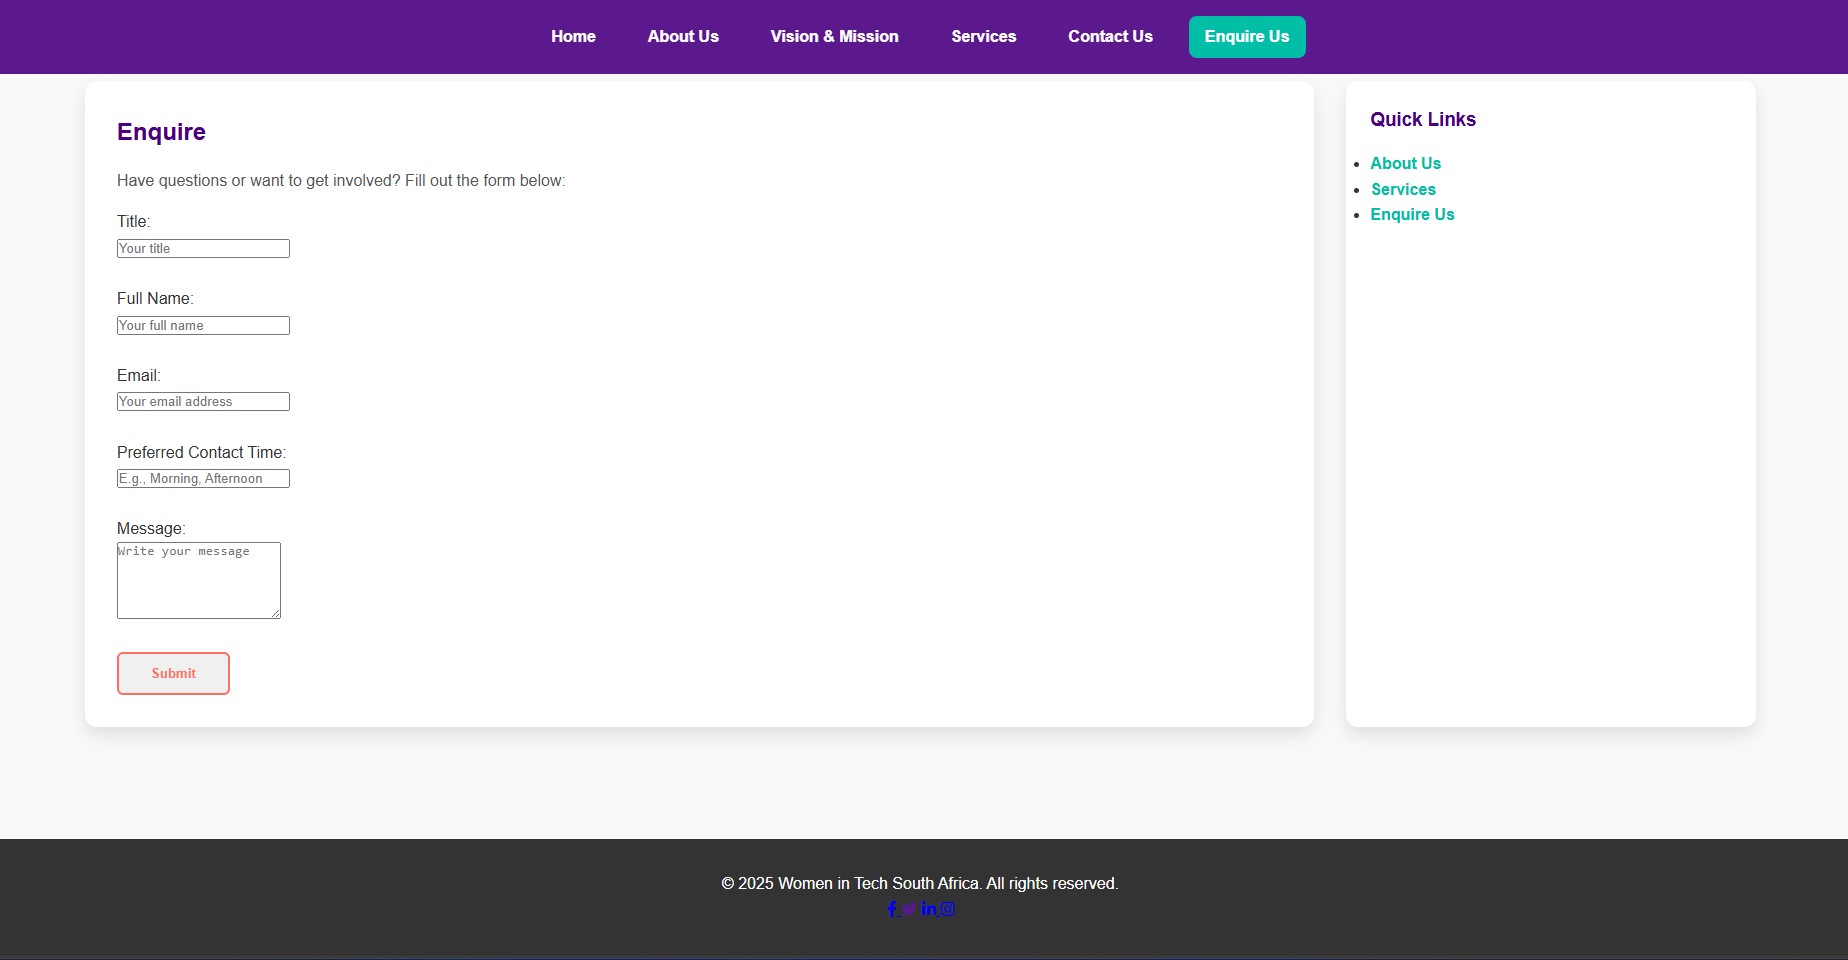 Home About Us Vision & Mission Services Contact Us Enquire Us
Enquire
Have questions or want to get involved? Fill out the form below:
Title:
Your title
Full Name:
Your full name
Email:
Your email address
Preferred Contact Time:
E.g., Morning, Afternoon
Message:
Write your message
Submit
Quick Links
About Us
Services
Enquire Us
© 2025 Women in Tech South Africa. All rights reserved.